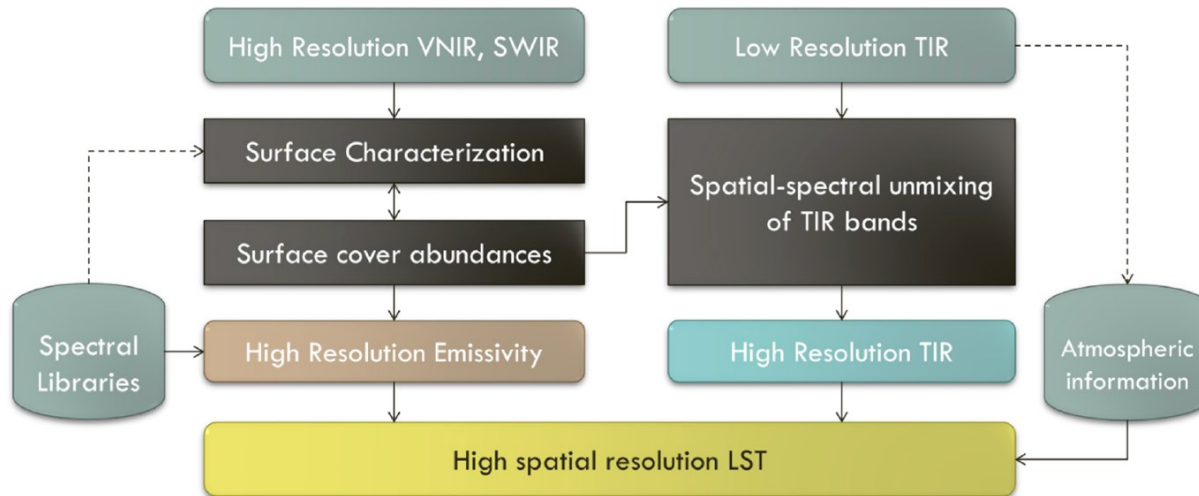 High Resolution VNIR, SWIR
Low Resolution TIR
Surface Characterization
Spatial-spectral unmixing
of TIR bands
Surface cover abundances
Spectral
Libraries
High Resolution Emissivity
High Resolution TIR
Atmospheric
information
High spatial resolution LST